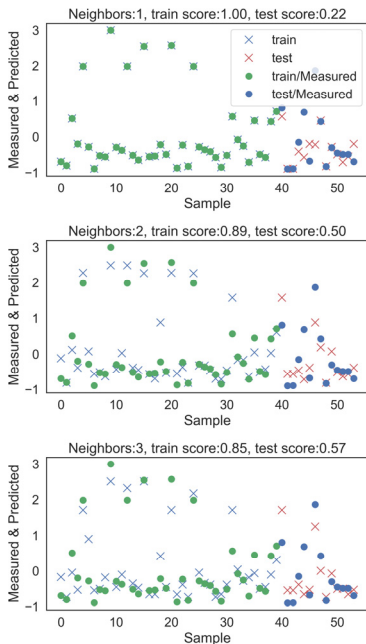 Neighbors:1, train score:1.00, test score:0.22
3
2
1
0
−1
Measured & Predicted
train
test
train/Measured
test/Measured
0 10 20 30 40 50
Sample
Neighbors:2, train score:0.89, test score:0.50
3
2
1
0
−1
Measured & Predicted
0 10 20 30 40 50
Sample
Neighbors:3, train score:0.85, test score:0.57
3
2
1
0
−1
Measured & Predicted
0 10 20 30 40 50
Sample